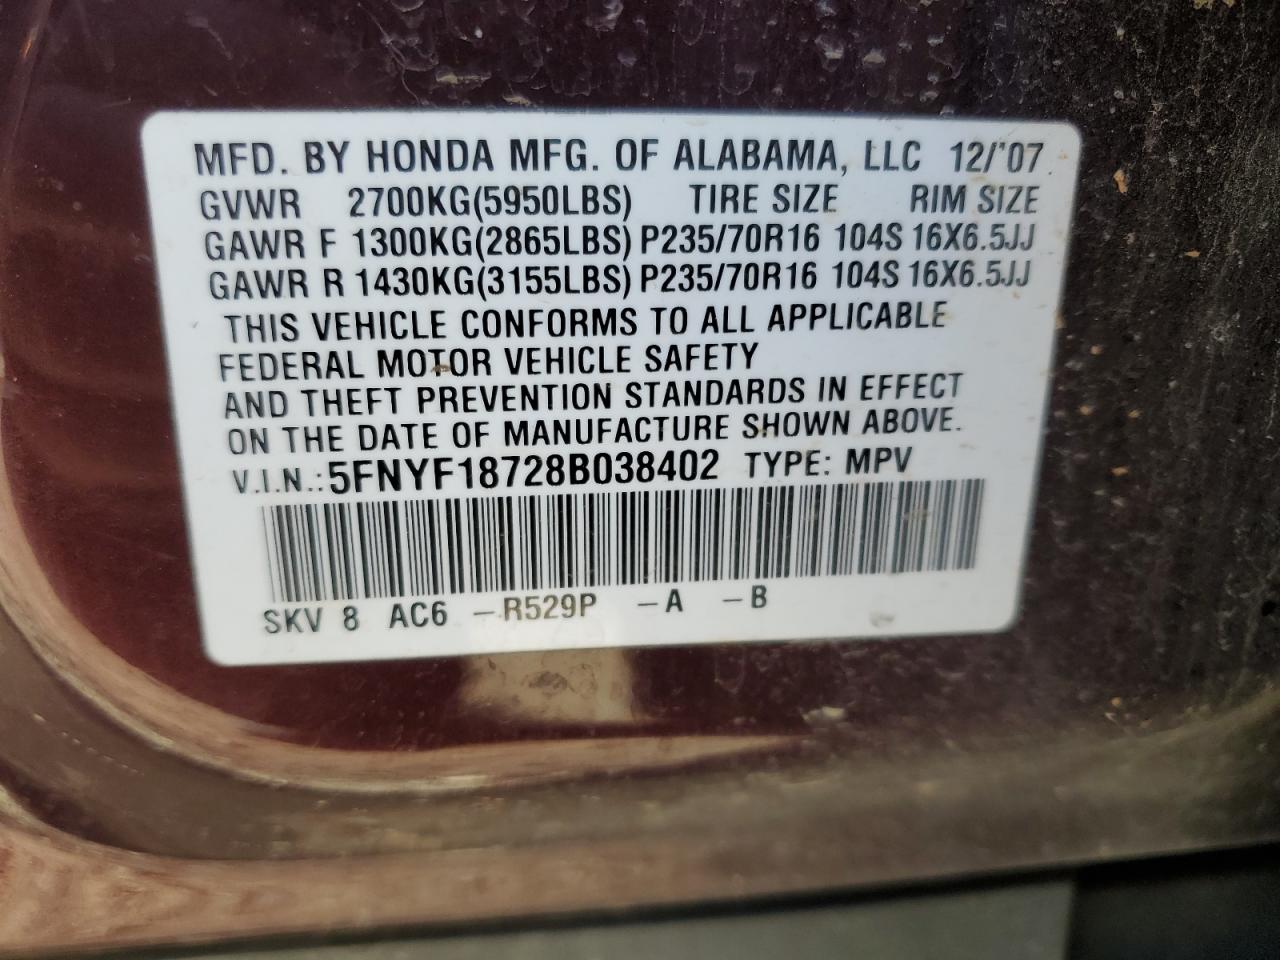 MFD. BY HONDA MFG. OF ALABAMA, LLC 12/'07
GVWR 2700KG(5950LBS) TIRE SIZE RIM SIZE
GAWR F 1300KG(2865LBS) P235/70R16 104S 16X6.5JJ
GAWR R 1430KG(3155LBS) P235/70R16 104S 16X6.5JJ
THIS VEHICLE CONFORMS TO ALL APPLICABLE
FEDERAL MOTOR VEHICLE SAFETY
AND THEFT PREVENTION STANDARDS IN EFFECT
ON THE DATE OF MANUFACTURE SHOWN ABOVE.
V.I.N.: 5FNYF18728B038402 TYPE: MPV
SKV 8 AC6 -R529P -A -B